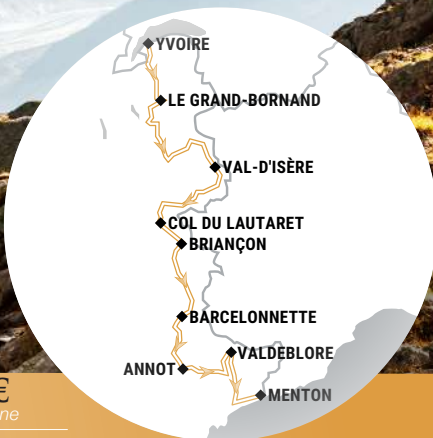 YVOIRE
LE GRAND-BORNAND
VAL-D'ISÈRE
COL DU LAUTARET
BRIANÇON
BARCELONNETTE
VALDEBLORE
ANNOT
MENTON
€